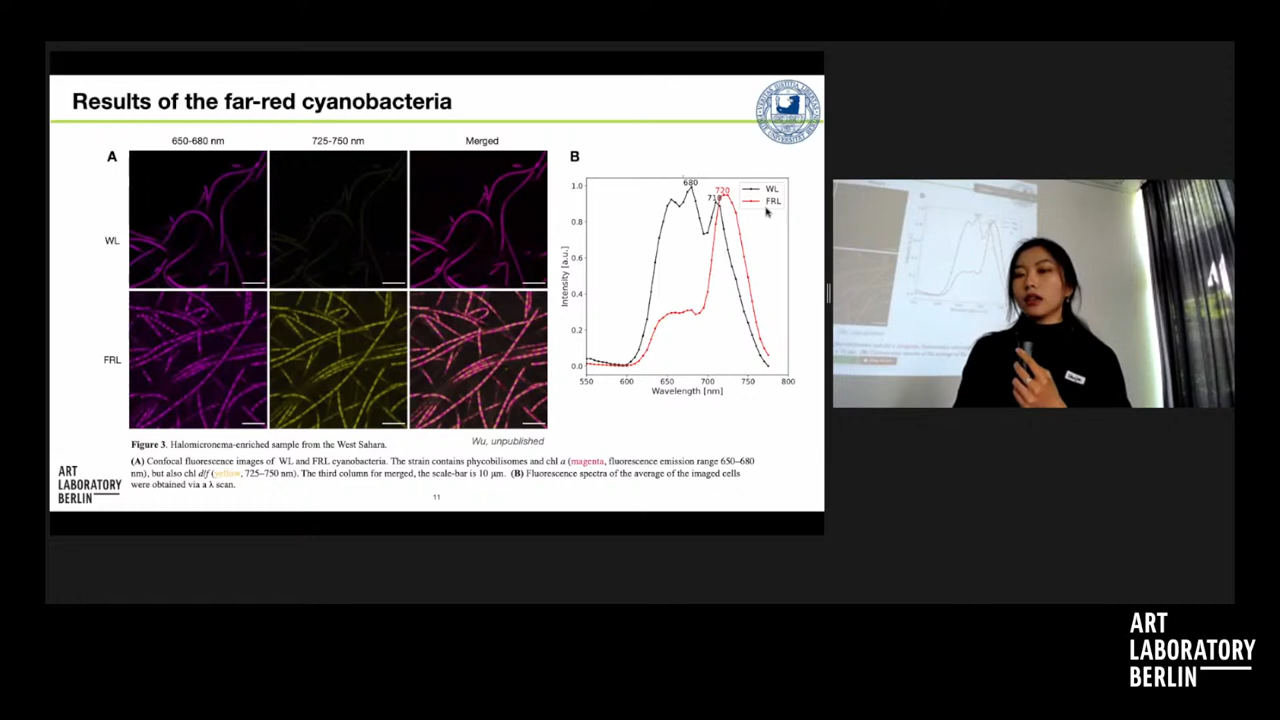 Results of the far-red cyanobacteria
650-680 nm
725-750 nm
Merged
A
WL
FRL
B
680
710
720
WL
FRL
1.0
0.8
0.6
0.4
0.2
0.0
Intensity [a.u.]
550 600 650 700 750 800
Wavelength [nm]
Figure 3. Halomicronema-enriched sample from the West Sahara.
Wu, unpublished
(A) Confocal fluorescence images of WL and FRL cyanobacteria. The strain contains phycobilisomes and chl a (magenta, fluorescence emission range 650–680
nm), but also chl d/f (yellow, 725–750 nm). The third column for merged, the scale-bar is 10 μm. (B) Fluorescence spectra of the average of the imaged cells
were obtained via a λ scan.
ART
LABORATORY
BERLIN
11
ART
LABORATORY
BERLIN